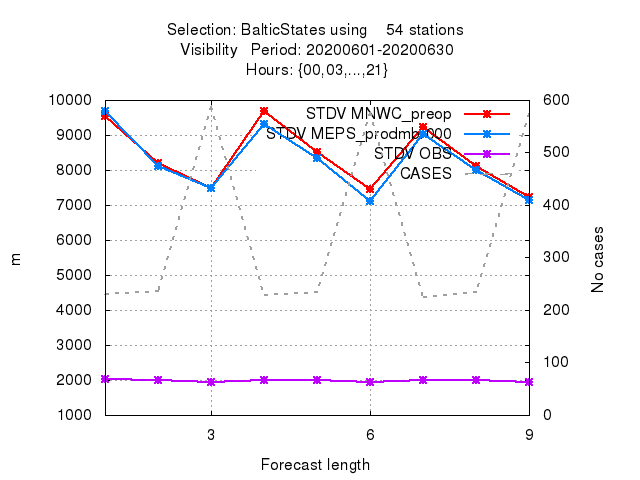 Selection: BalticStates using 54 stations
Visibility Period: 20200601-20200630
Hours: {00,03,...,21}
10000
9000
8000
7000
6000
5000
4000
3000
2000
1000
m
STDV MNWC_preop
STDV MEPS_prodmbr000
STDV OBS
CASES
600
500
400
300
200
100
0
No cases
3
6
9
Forecast length